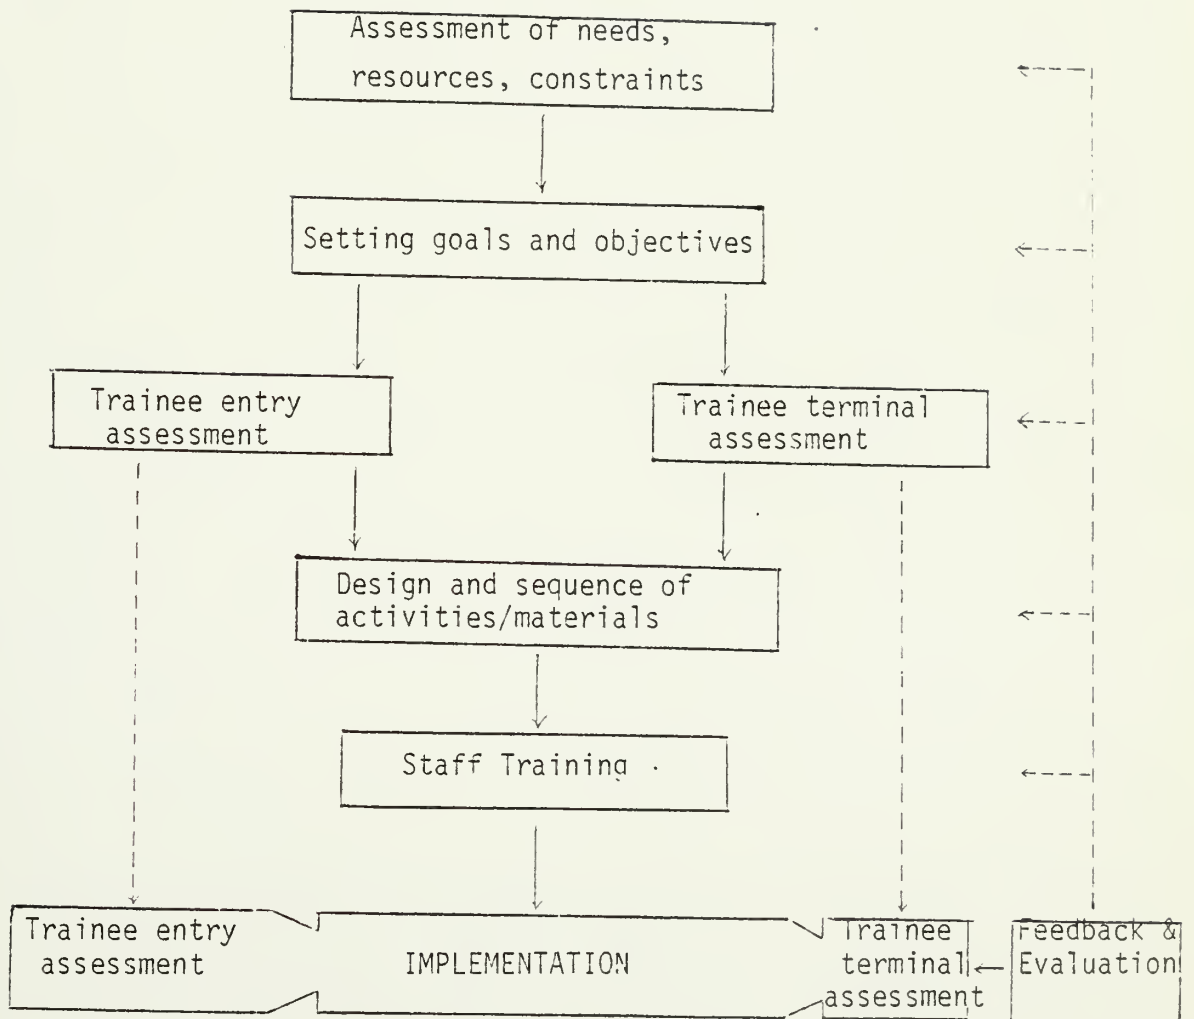 Assessment of needs,
resources, constraints
Setting goals and objectives
Trainee entry
assessment
Trainee terminal
assessment
Design and sequence of
activities/materials
Staff Training
Trainee entry
assessment
IMPLEMENTATION
Trainee
terminal
assessment
Feedback &
Evaluation